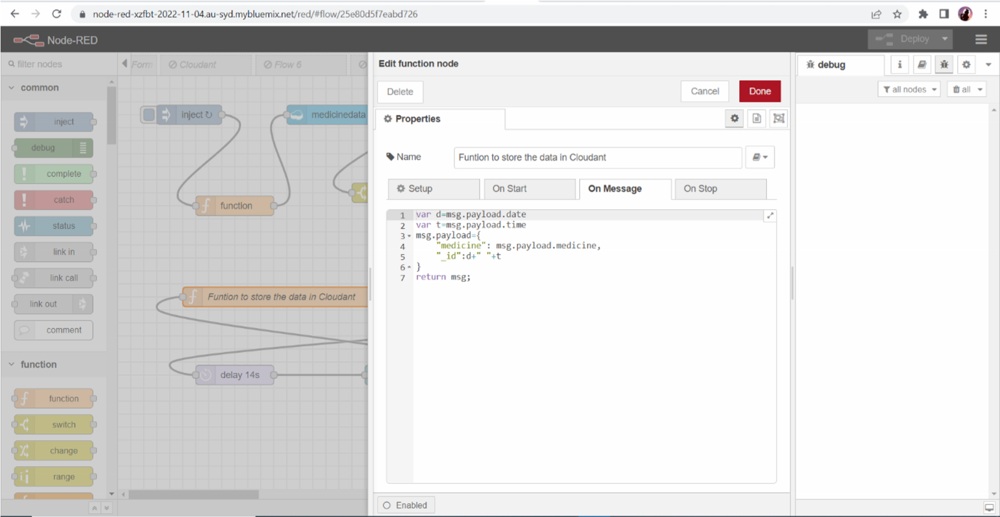 node-red-xzfbt-2022-11-04.au-syd.mybluemix.net/red/#flow/25e80d5f7eabd726
Node-RED
Deploy
filter nodes
Form
Cloudant
Flow 6
Edit function node
debug
Delete
Cancel
Done
all nodes
all
common
inject
debug
complete
catch
status
link in
link call
link out
comment
function
function
switch
change
range
inject ↻
medicinedata
function
Funtion to store the data in Cloudant
delay 14s
Properties
Name
Funtion to store the data in Cloudant
Setup
On Start
On Message
On Stop
1 var d=msg.payload.date
2 var t=msg.payload.time
3 msg.payload={
4 "medicine": msg.payload.medicine,
5 "_id":d+" "+t
6 }
7 return msg;
Enabled